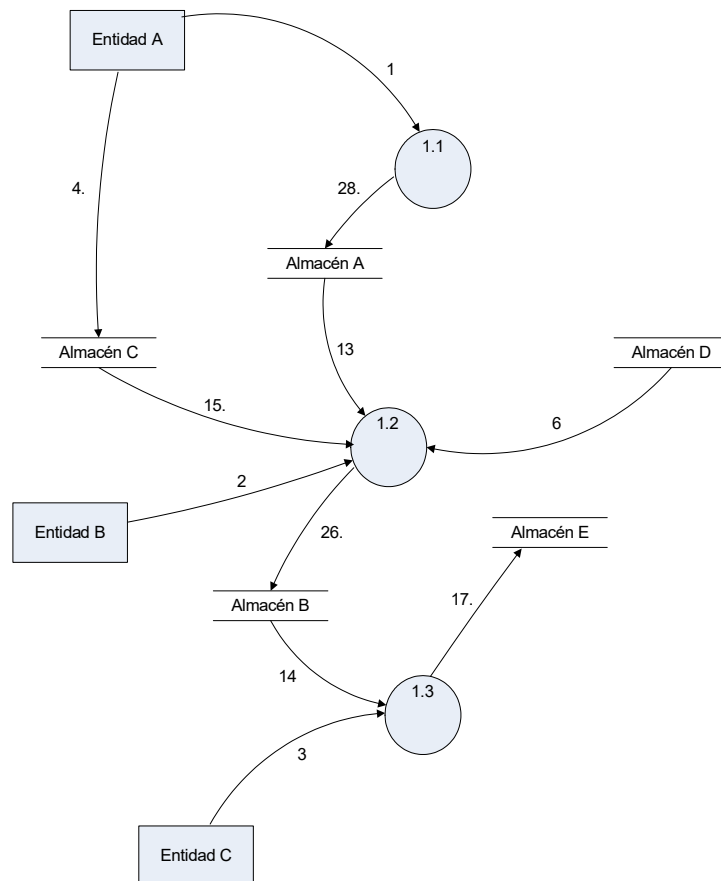 Entidad A
1
1.1
4.
28.
Almacén A
Almacén C
13
Almacén D
15.
1.2
6
2
Entidad B
26.
Almacén E
Almacén B
17.
14
1.3
3
Entidad C